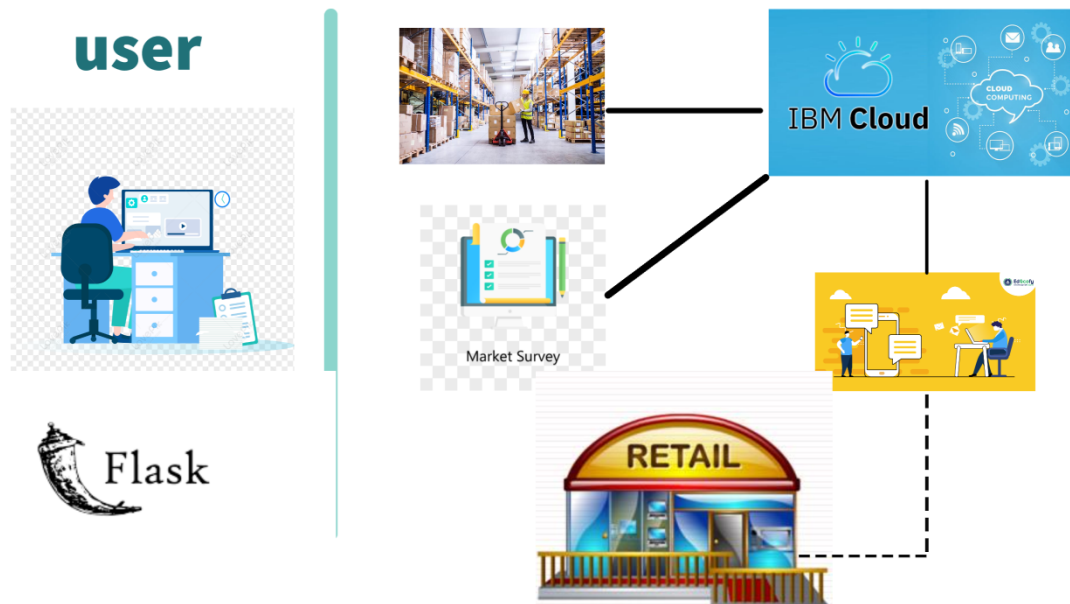 user
IBM Cloud
CLOUD
COMPUTING
Market Survey
RETAIL
Flask